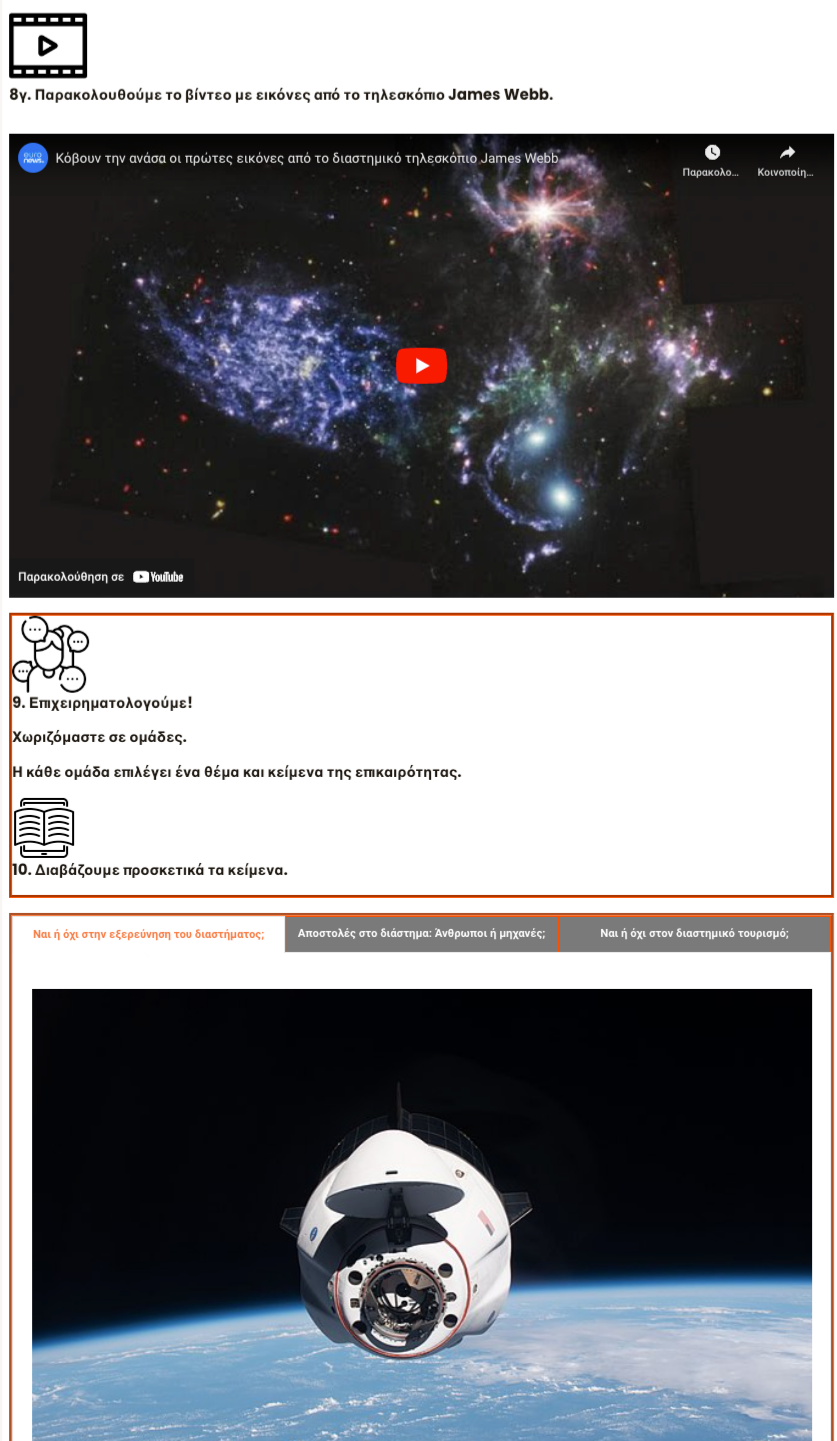 8γ. Παρακολουθούμε το βίντεο με εικόνες από το τηλεσκόπιο James Webb.
euro news.
Κόβουν την ανάσα οι πρώτες εικόνες από το διαστημικό τηλεσκόπιο James Webb
Παρακολο...
Κοινοποίη...
Παρακολούθηση σε YouTube
9. Επιχειρηματολογούμε!
Χωριζόμαστε σε ομάδες.
Η κάθε ομάδα επιλέγει ένα θέμα και κείμενα της επικαιρότητας.
10. Διαβάζουμε προσκετικά τα κείμενα.
Ναι ή όχι στην εξερεύνηση του διαστήματος;
Αποστολές στο διάστημα: Άνθρωποι ή μηχανές;
Ναι ή όχι στον διαστημικό τουρισμό;